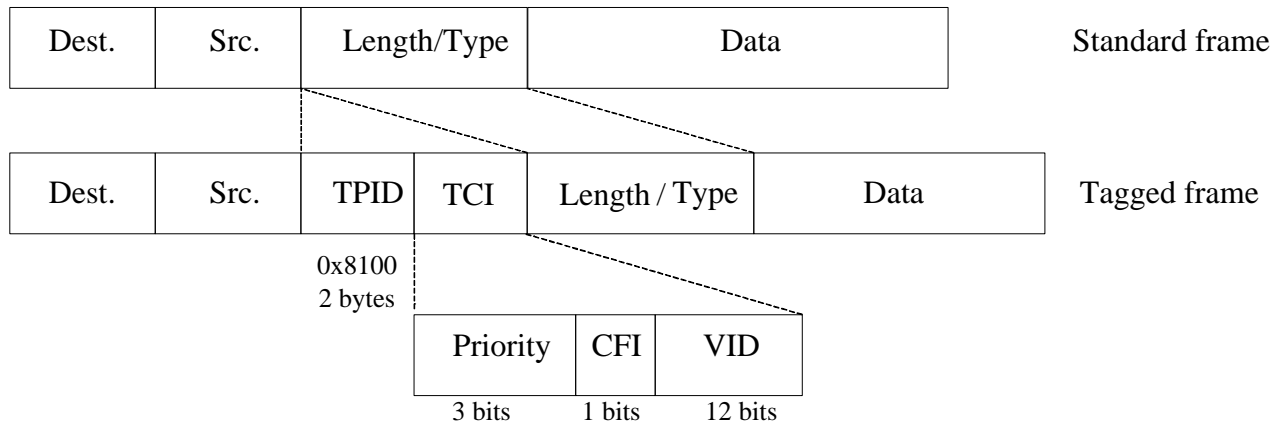 Dest. Src. Length/Type Data Standard frame
Dest. Src. TPID TCI Length / Type Data Tagged frame
0x8100
2 bytes
Priority CFI VID
3 bits 1 bits 12 bits